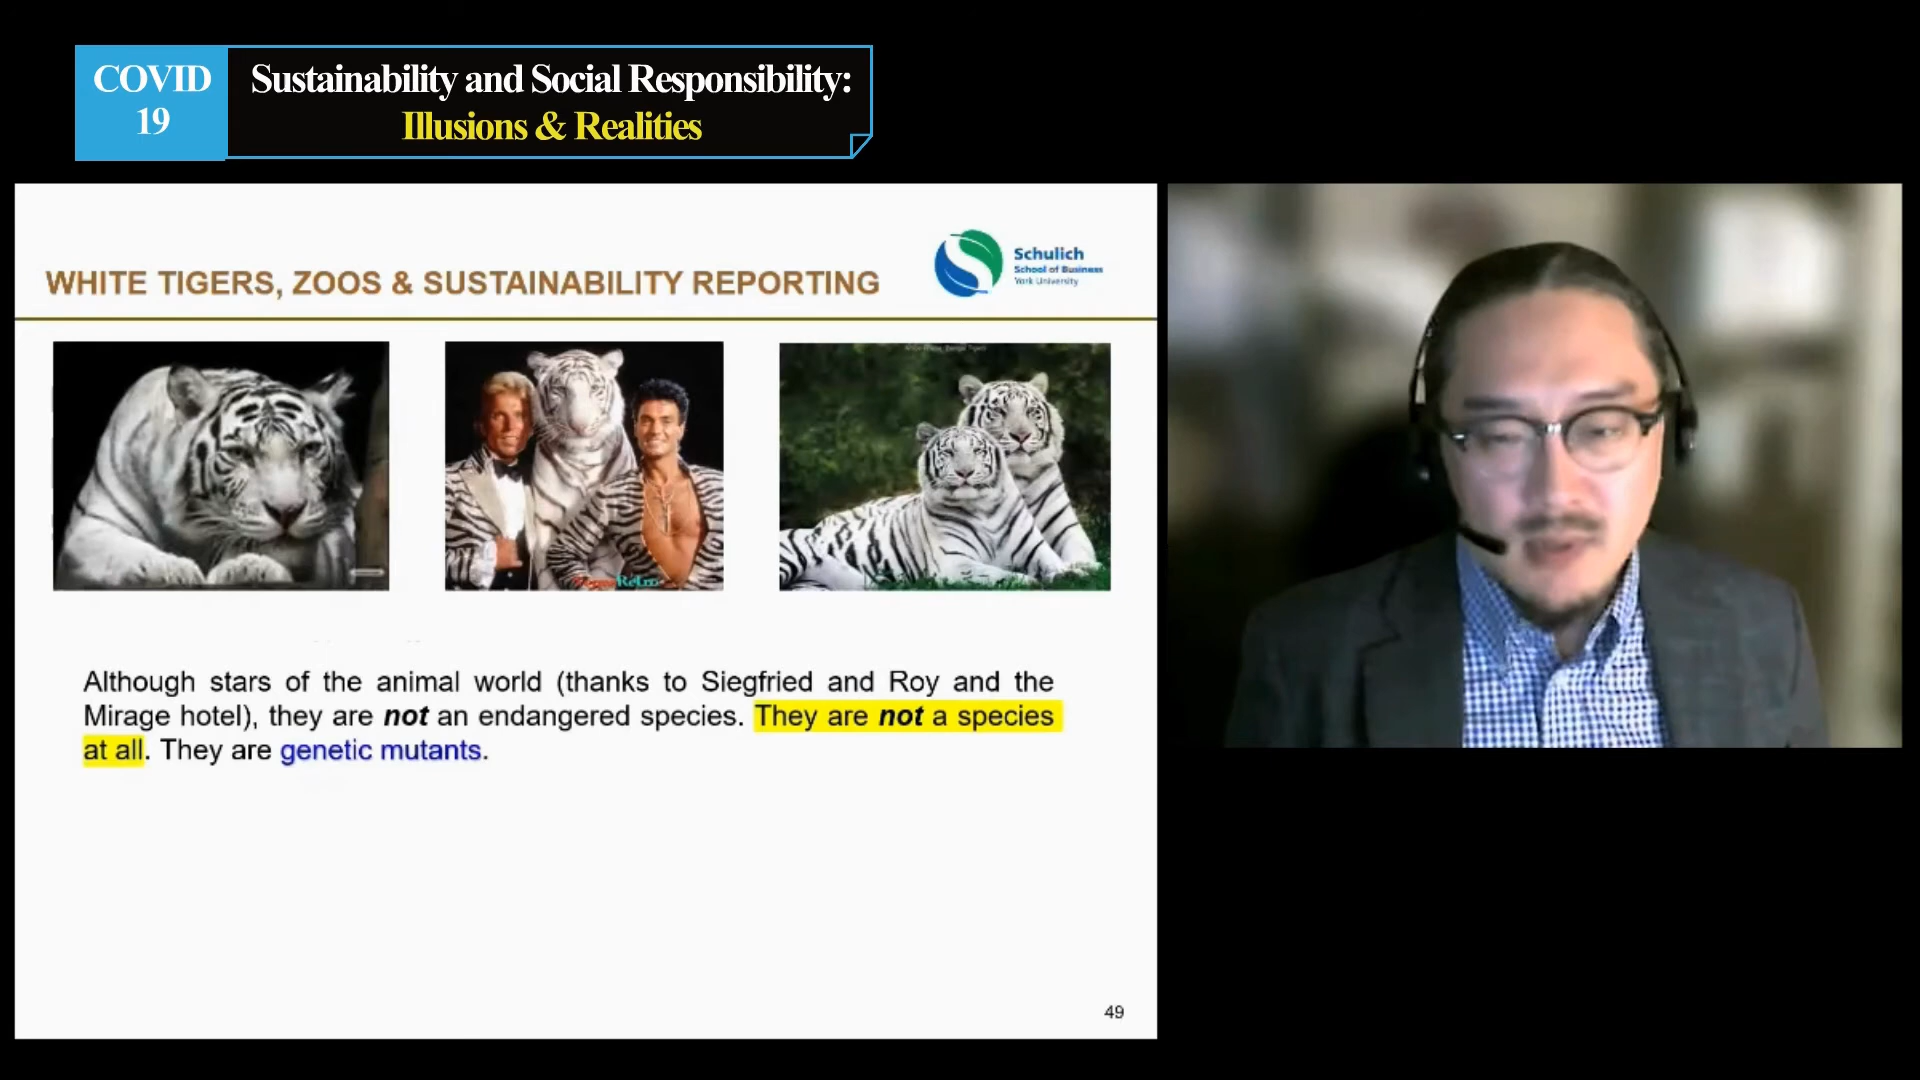 COVID
19
Sustainability and Social Responsibility:
Illusions & Realities
WHITE TIGERS, ZOOS & SUSTAINABILITY REPORTING
Schulich
School of Business
York University
Although stars of the animal world (thanks to Siegfried and Roy and the
Mirage hotel), they are not an endangered species. They are not a species
at all. They are genetic mutants.
49